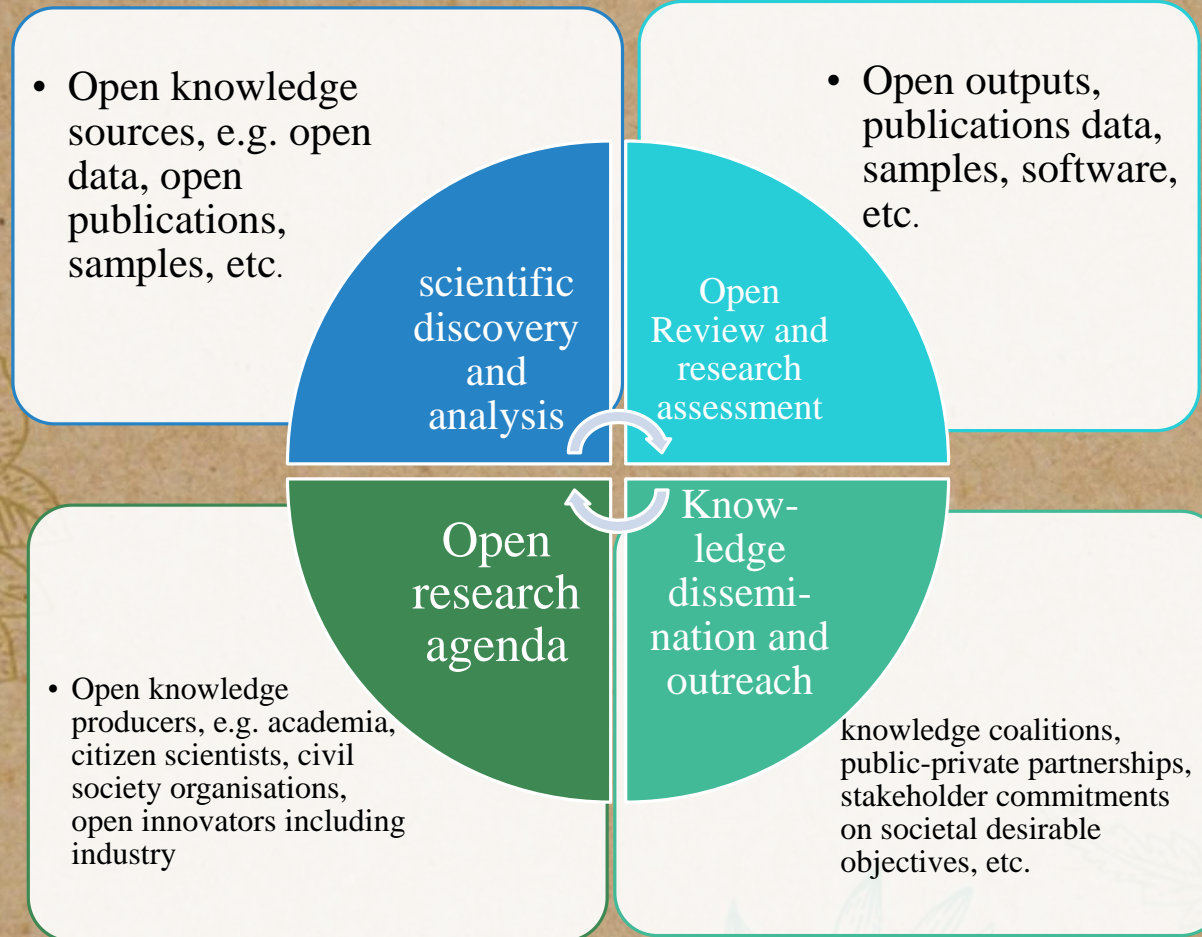 • Open knowledge
sources, e.g. open
data, open
publications,
samples, etc.
• Open outputs,
publications data,
samples, software,
etc.
scientific
discovery
and
analysis
Open
Review and
research
assessment
Open
research
agenda
Know-
ledge
dissemi-
nation and
outreach
• Open knowledge
producers, e.g. academia,
citizen scientists, civil
society organisations,
open innovators including
industry
knowledge coalitions,
public-private partnerships,
stakeholder commitments
on societal desirable
objectives, etc.